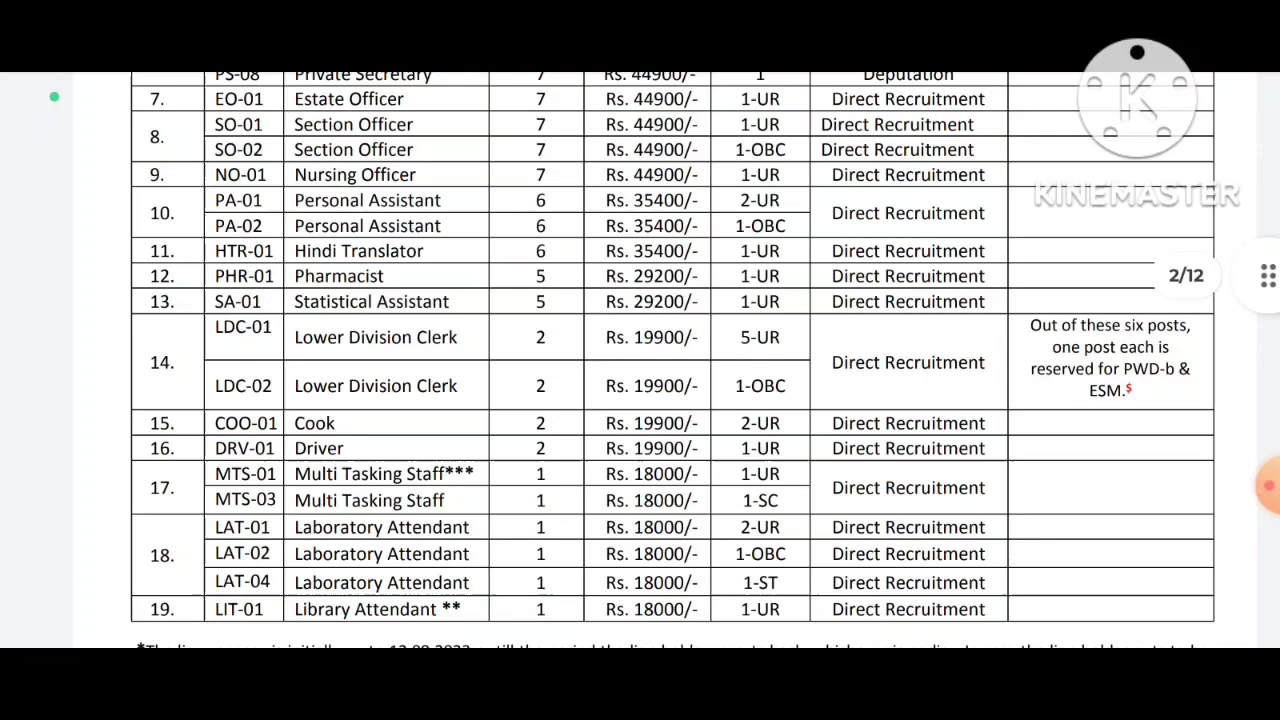 PS-08 Private Secretary 7 Rs. 44900/- 1 Deputation
7. EO-01 Estate Officer 7 Rs. 44900/- 1-UR Direct Recruitment
8. SO-01 Section Officer 7 Rs. 44900/- 1-UR Direct Recruitment
SO-02 Section Officer 7 Rs. 44900/- 1-OBC Direct Recruitment
9. NO-01 Nursing Officer 7 Rs. 44900/- 1-UR Direct Recruitment
KINEMASTER
10. PA-01 Personal Assistant 6 Rs. 35400/- 2-UR Direct Recruitment
PA-02 Personal Assistant 6 Rs. 35400/- 1-OBC
11. HTR-01 Hindi Translator 6 Rs. 35400/- 1-UR Direct Recruitment
12. PHR-01 Pharmacist 5 Rs. 29200/- 1-UR Direct Recruitment
2/12
13. SA-01 Statistical Assistant 5 Rs. 29200/- 1-UR Direct Recruitment
14. LDC-01 Lower Division Clerk 2 Rs. 19900/- 5-UR Direct Recruitment
Out of these six posts,
one post each is
reserved for PWD-b &
ESM.$
LDC-02 Lower Division Clerk 2 Rs. 19900/- 1-OBC
15. COO-01 Cook 2 Rs. 19900/- 2-UR Direct Recruitment
16. DRV-01 Driver 2 Rs. 19900/- 1-UR Direct Recruitment
17. MTS-01 Multi Tasking Staff*** 1 Rs. 18000/- 1-UR Direct Recruitment
MTS-03 Multi Tasking Staff 1 Rs. 18000/- 1-SC
18. LAT-01 Laboratory Attendant 1 Rs. 18000/- 2-UR Direct Recruitment
LAT-02 Laboratory Attendant 1 Rs. 18000/- 1-OBC Direct Recruitment
LAT-04 Laboratory Attendant 1 Rs. 18000/- 1-ST Direct Recruitment
19. LIT-01 Library Attendant ** 1 Rs. 18000/- 1-UR Direct Recruitment